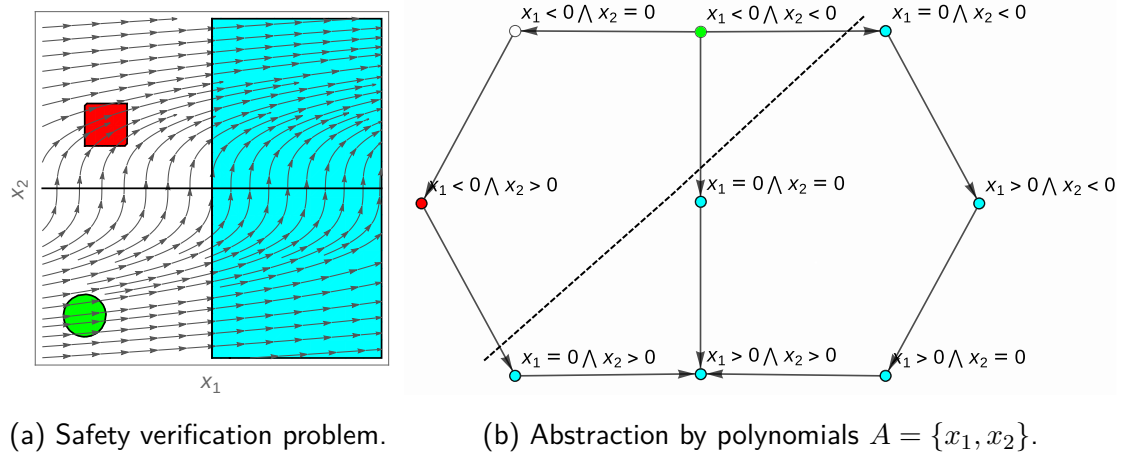 x₂
x₁
x₁ < 0 ⋀ x₂ = 0
x₁ < 0 ⋀ x₂ < 0
x₁ = 0 ⋀ x₂ < 0
x₁ < 0 ⋀ x₂ > 0
x₁ = 0 ⋀ x₂ = 0
x₁ > 0 ⋀ x₂ < 0
x₁ = 0 ⋀ x₂ > 0
x₁ > 0 ⋀ x₂ > 0
x₁ > 0 ⋀ x₂ = 0
(a) Safety verification problem.
(b) Abstraction by polynomials A = {x₁, x₂}.